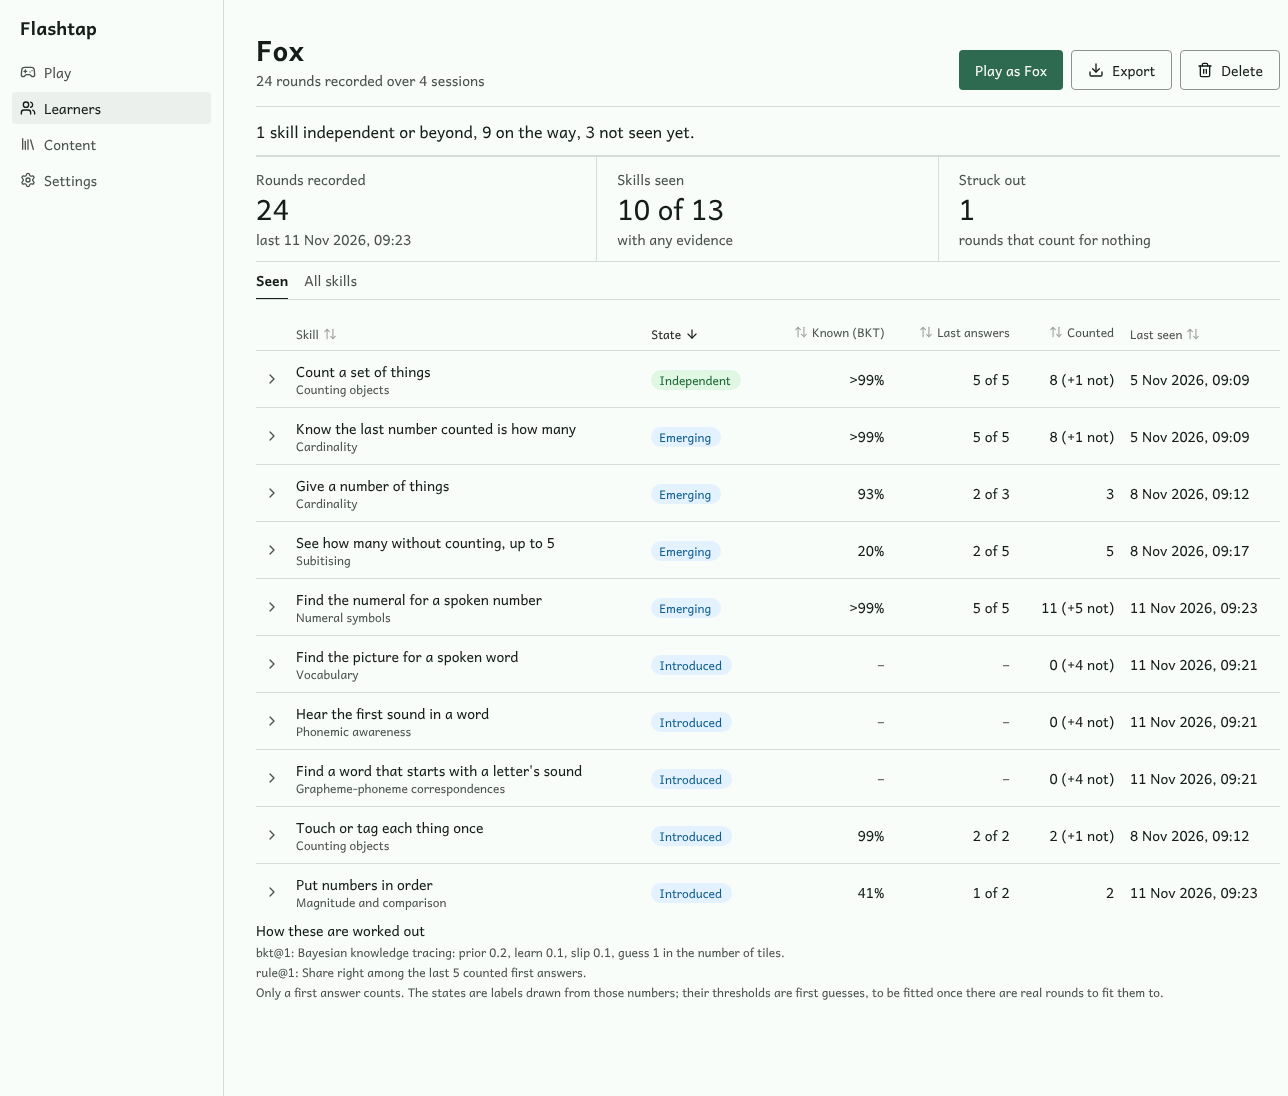 Flashtap
Play
Learners
Content
Settings
Fox
24 rounds recorded over 4 sessions
Play as Fox
Export
Delete
1 skill independent or beyond, 9 on the way, 3 not seen yet.
Rounds recorded
24
last 11 Nov 2026, 09:23
Skills seen
10 of 13
with any evidence
Struck out
1
rounds that count for nothing
Seen All skills
Skill State Known (BKT) Last answers Counted Last seen
Count a set of things
Counting objects
Independent >99% 5 of 5 8 (+1 not) 5 Nov 2026, 09:09
Know the last number counted is how many
Cardinality
Emerging >99% 5 of 5 8 (+1 not) 5 Nov 2026, 09:09
Give a number of things
Cardinality
Emerging 93% 2 of 3 3 8 Nov 2026, 09:12
See how many without counting, up to 5
Subitising
Emerging 20% 2 of 5 5 8 Nov 2026, 09:17
Find the numeral for a spoken number
Numeral symbols
Emerging >99% 5 of 5 11 (+5 not) 11 Nov 2026, 09:23
Find the picture for a spoken word
Vocabulary
Introduced – – 0 (+4 not) 11 Nov 2026, 09:21
Hear the first sound in a word
Phonemic awareness
Introduced – – 0 (+4 not) 11 Nov 2026, 09:21
Find a word that starts with a letter's sound
Grapheme-phoneme correspondences
Introduced – – 0 (+4 not) 11 Nov 2026, 09:21
Touch or tag each thing once
Counting objects
Introduced 99% 2 of 2 2 (+1 not) 8 Nov 2026, 09:12
Put numbers in order
Magnitude and comparison
Introduced 41% 1 of 2 2 11 Nov 2026, 09:23
How these are worked out
bkt@1: Bayesian knowledge tracing: prior 0.2, learn 0.1, slip 0.1, guess 1 in the number of tiles.
rule@1: Share right among the last 5 counted first answers.
Only a first answer counts. The states are labels drawn from those numbers; their thresholds are first guesses, to be fitted once there are real rounds to fit them to.